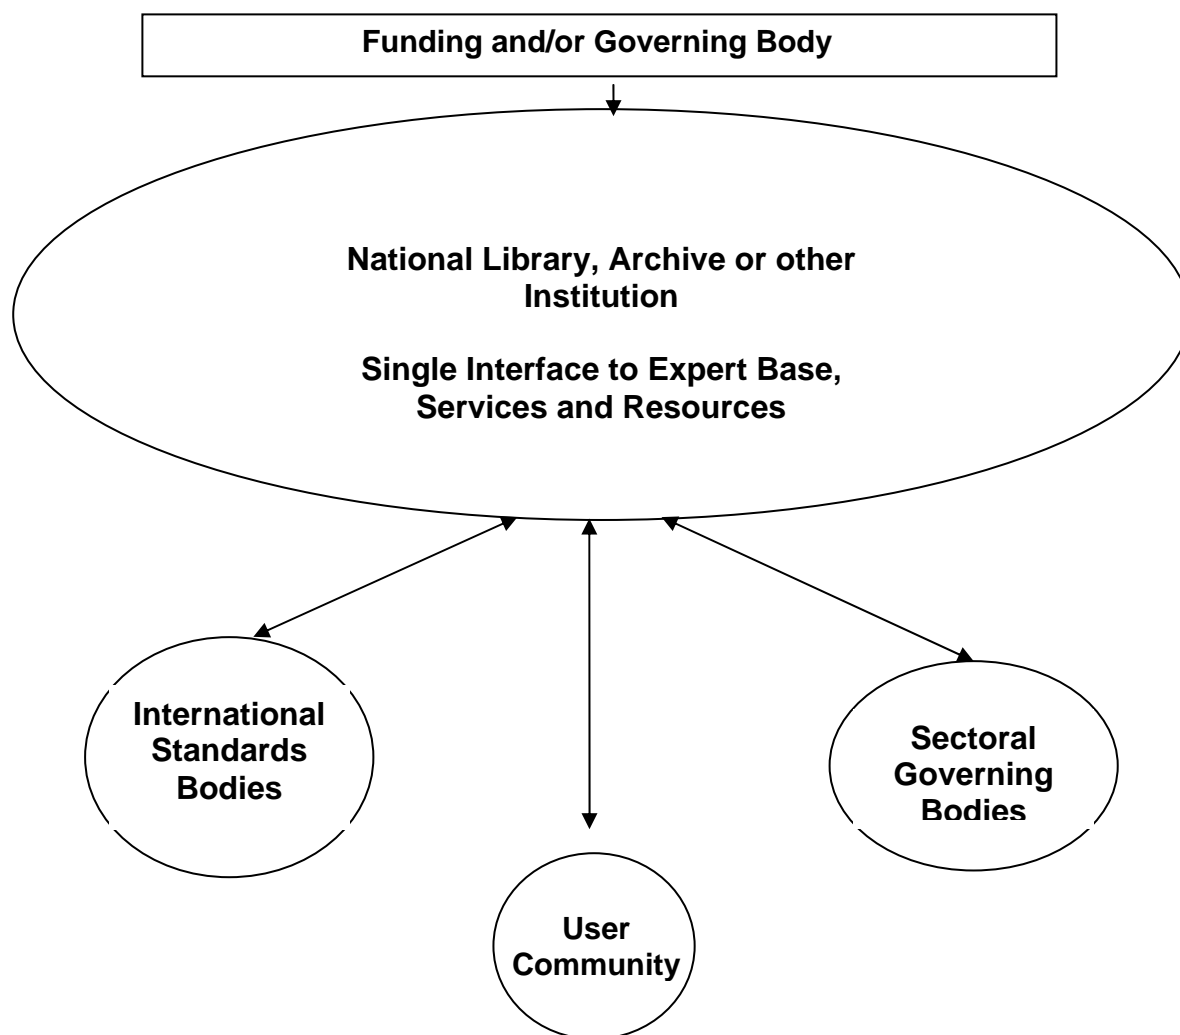 Funding and/or Governing Body
National Library, Archive or other
Institution
Single Interface to Expert Base,
Services and Resources
International
Standards
Bodies
Sectoral
Governing
Bodies
User
Community